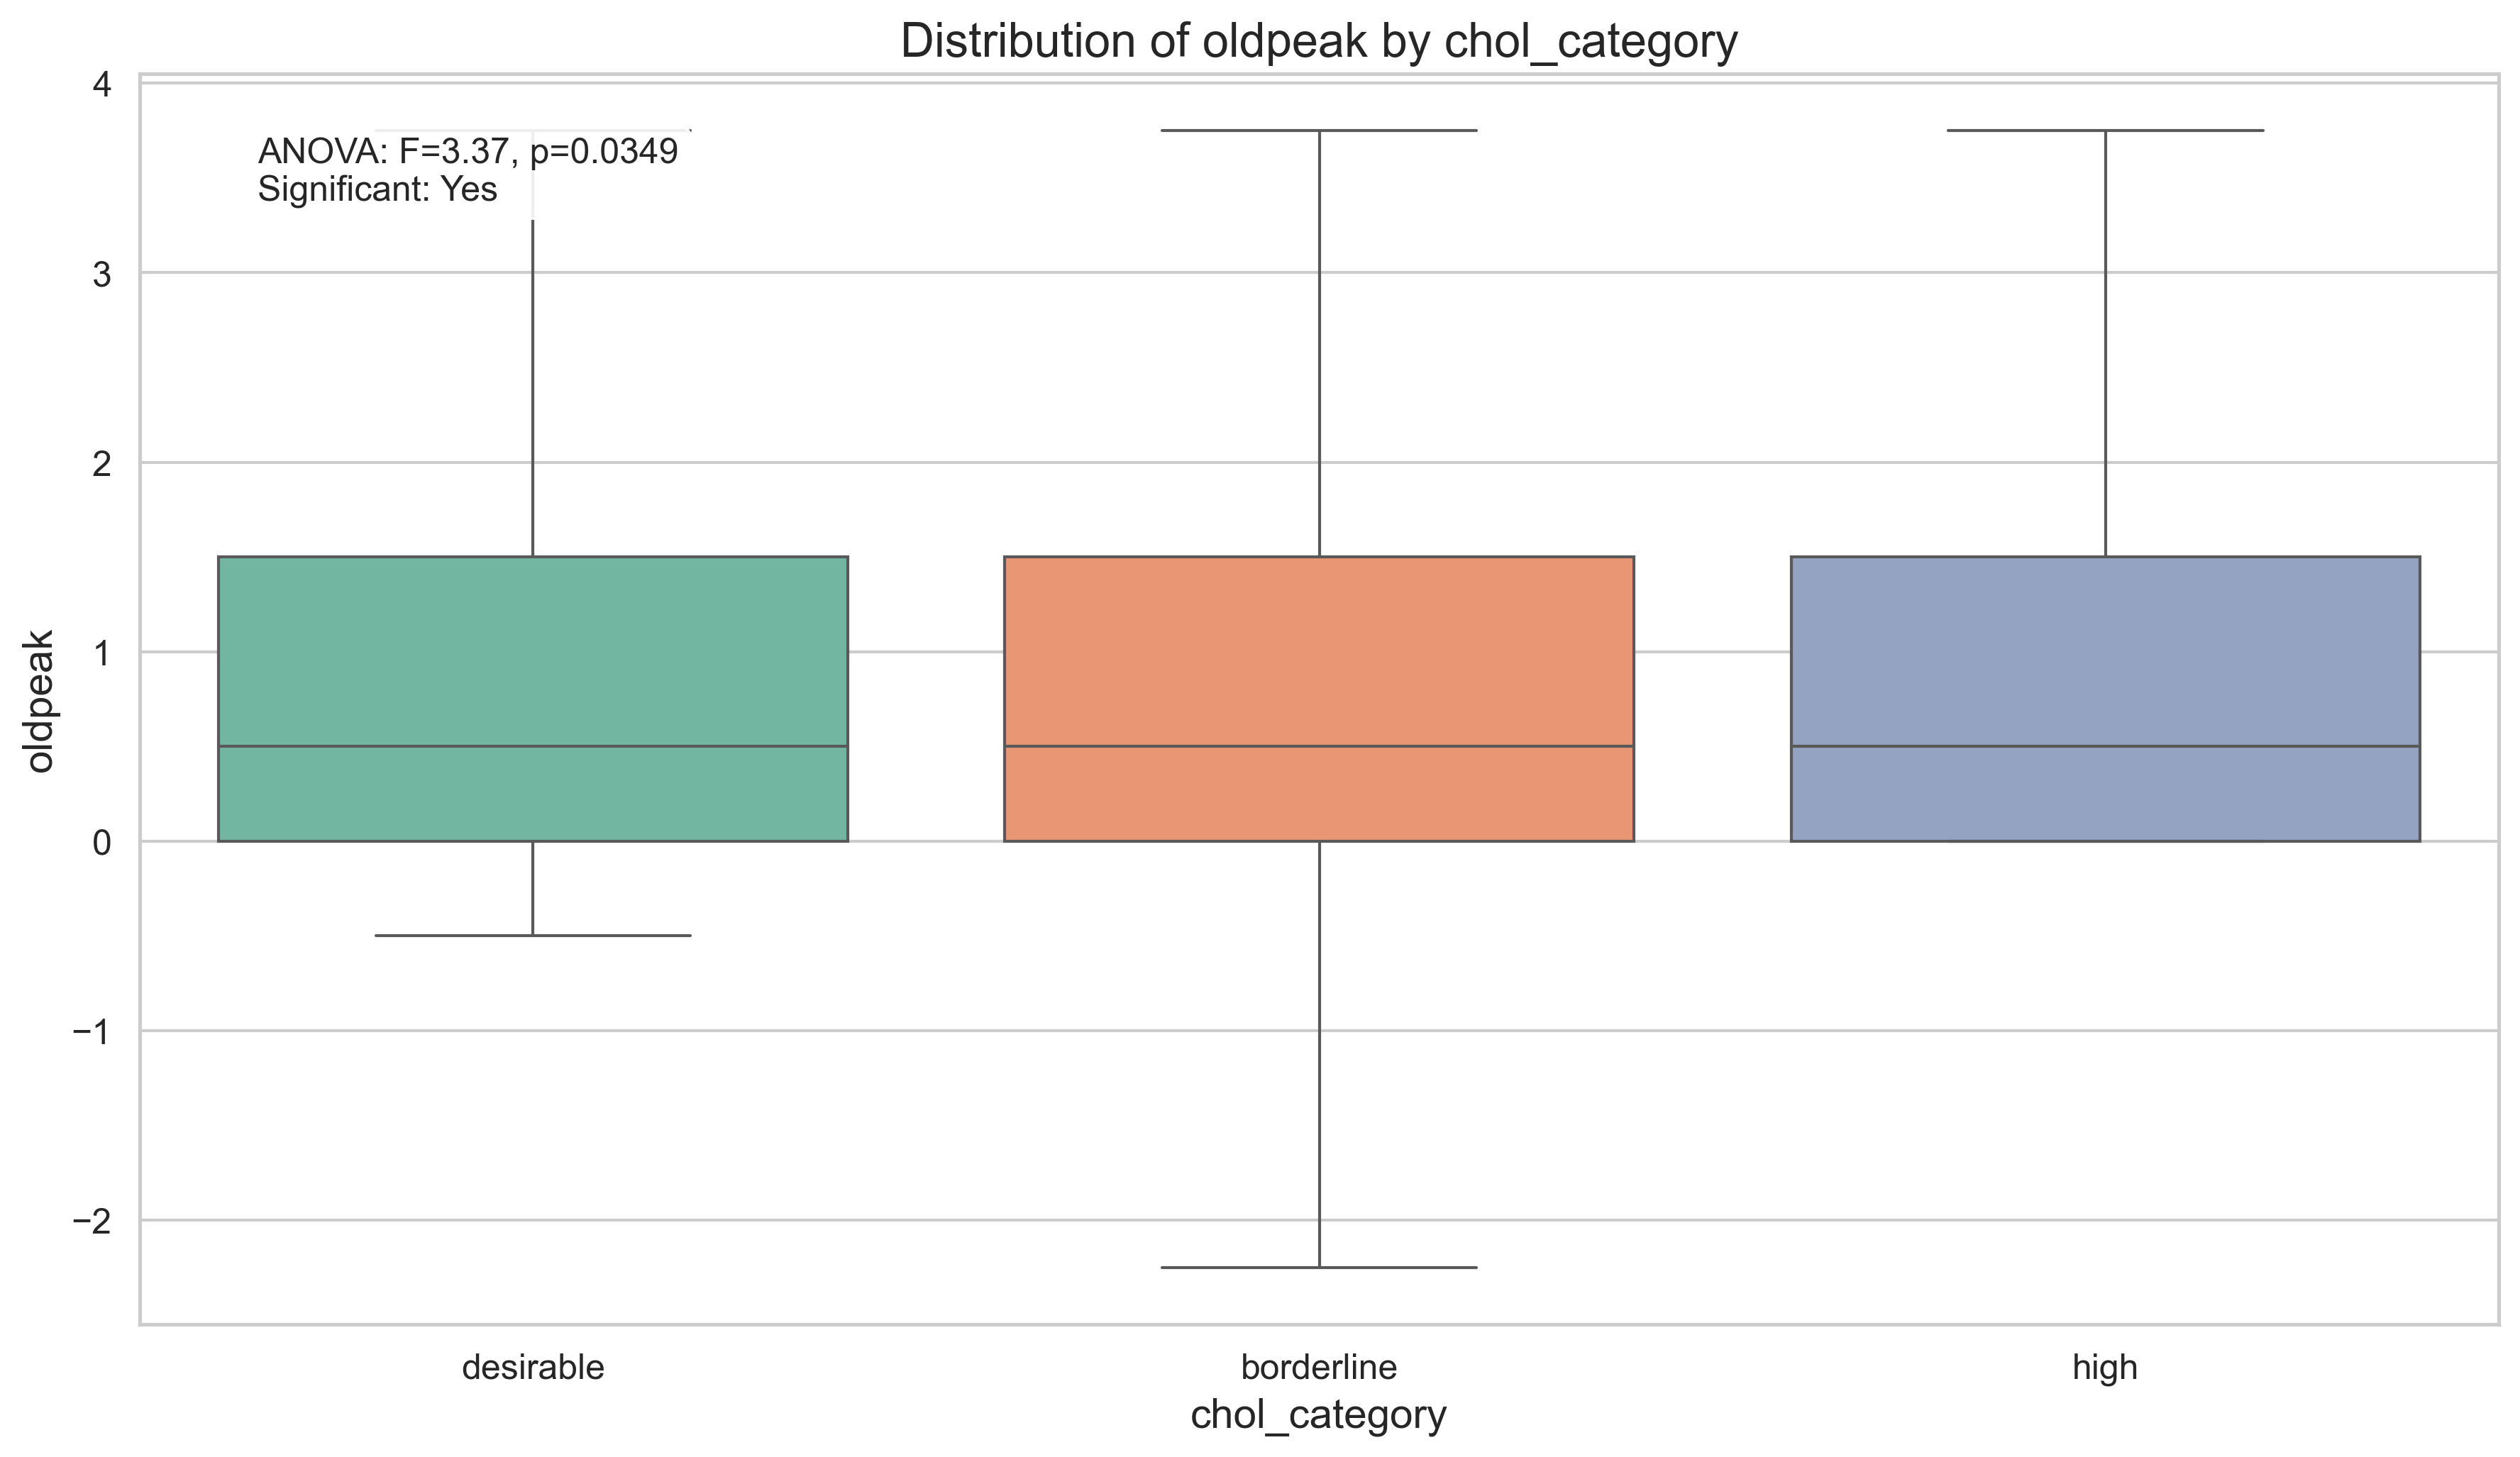 Distribution of oldpeak by chol_category
ANOVA: F=3.37, p=0.0349
Significant: Yes
oldpeak
4
3
2
1
0
−1
−2
desirable
borderline
high
chol_category